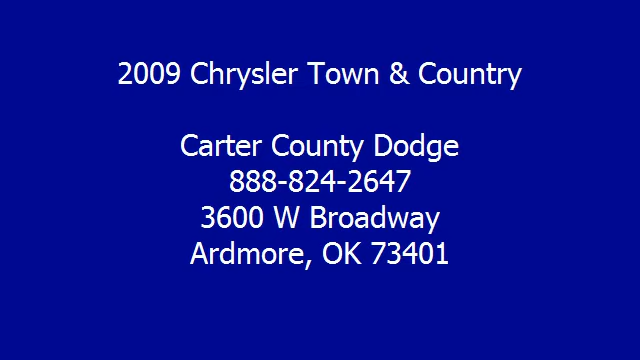 2009 Chrysler Town & Country
Carter County Dodge
888-824-2647
3600 W Broadway
Ardmore, OK 73401